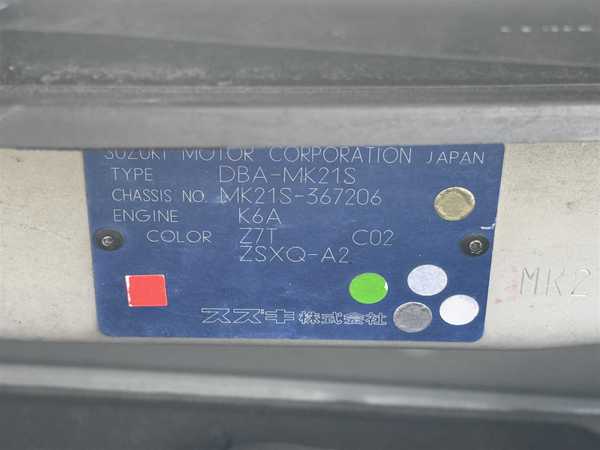 SUZUKI MOTOR CORPORATION JAPAN
TYPE DBA-MK21S
CHASSIS NO. MK21S-367206
ENGINE K6A
COLOR Z7T C02
ZSXQ-A2
スズキ株式会社
MK2